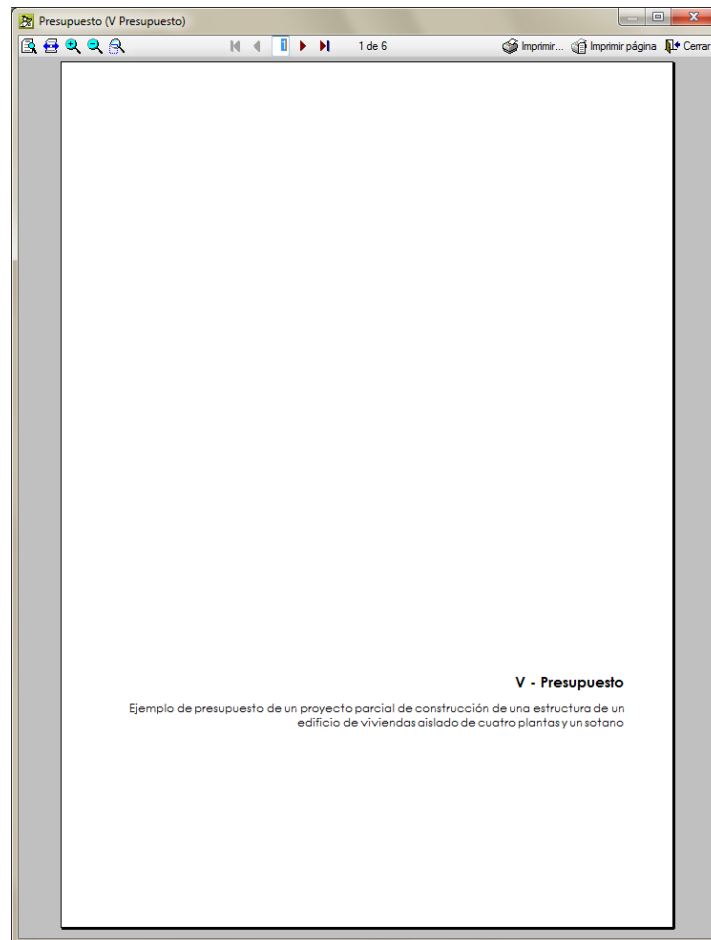 Presupuesto (V Presupuesto)
1 1 de 6 Imprimir... Imprimir página Cerrar
V - Presupuesto
Ejemplo de presupuesto de un proyecto parcial de construcción de una estructura de un
edificio de viviendas aislado de cuatro plantas y un sotano